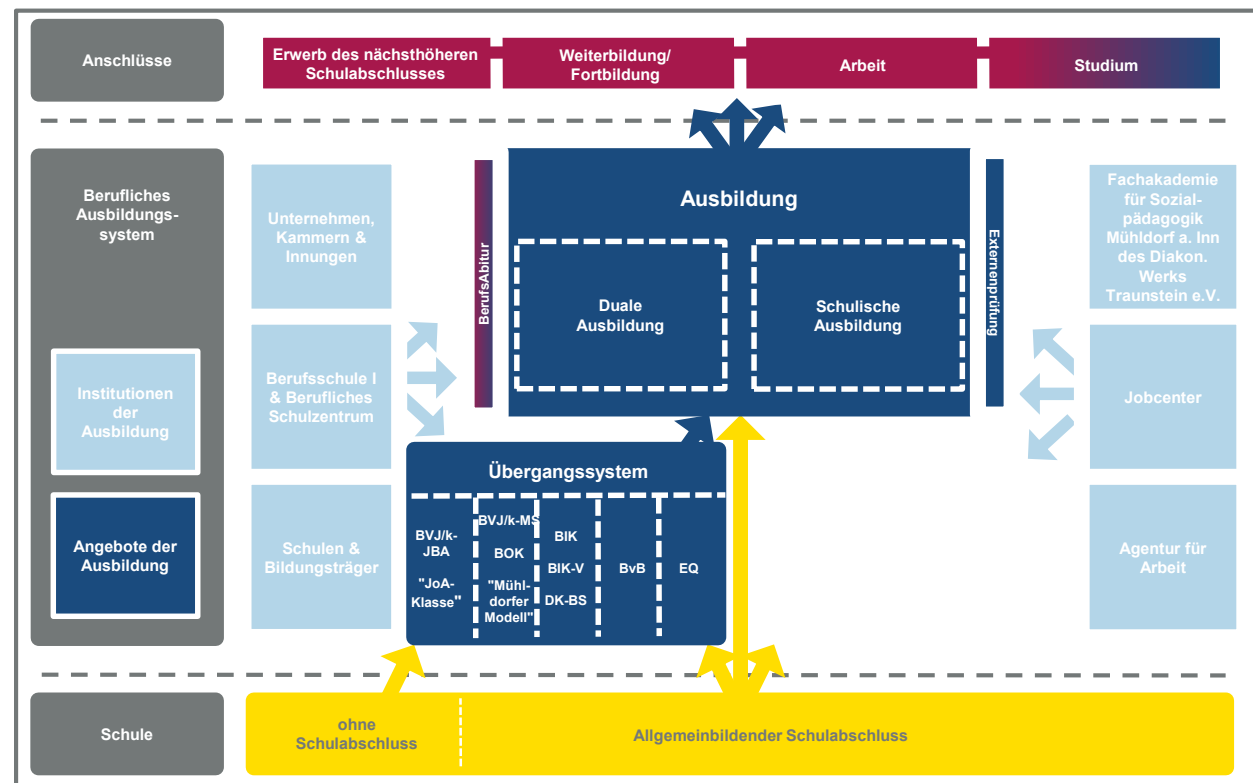 Anschlüsse
Erwerb des nächsthöheren
Schulabschlusses
Weiterbildung/
Fortbildung
Arbeit
Studium
Berufliches
Ausbildungs-
system
Institutionen
der
Ausbildung
Angebote der
Ausbildung
Unternehmen,
Kammern &
Innungen
Berufsschule I
& Berufliches
Schulzentrum
Schulen &
Bildungsträger
BerufsAbitur
Ausbildung
Duale
Ausbildung
Schulische
Ausbildung
Externenprüfung
Fachakademie
für Sozial-
pädagogik
Mühldorf a. Inn
des Diakon.
Werks
Traunstein e.V.
Jobcenter
Agentur für
Arbeit
Übergangssystem
BVJ/k-
JBA
"JoA-
Klasse"
BVJ/k-MS
BOK
"Mühl-
dorfer
Modell"
BIK
BIK-V
DK-BS
BvB
EQ
Schule
ohne
Schulabschluss
Allgemeinbildender Schulabschluss